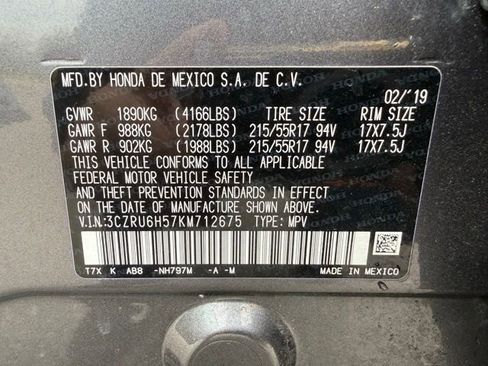 MFD.BY HONDA DE MEXICO S.A. DE C.V.
02/'19
GVWR 1890KG (4166LBS) TIRE SIZE RIM SIZE
GAWR F 988KG (2178LBS) 215/55R17 94V 17X7.5J
GAWR R 902KG (1988LBS) 215/55R17 94V 17X7.5J
THIS VEHICLE CONFORMS TO ALL APPLICABLE
FEDERAL MOTOR VEHICLE SAFETY
AND THEFT PREVENTION STANDARDS IN EFFECT
ON THE DATE OF MANUFACTURE SHOWN ABOVE.
V.I.N:3CZRU6H57KM712675 TYPE: MPV
T7X K AB8 -NH797M -A -M MADE IN MEXICO